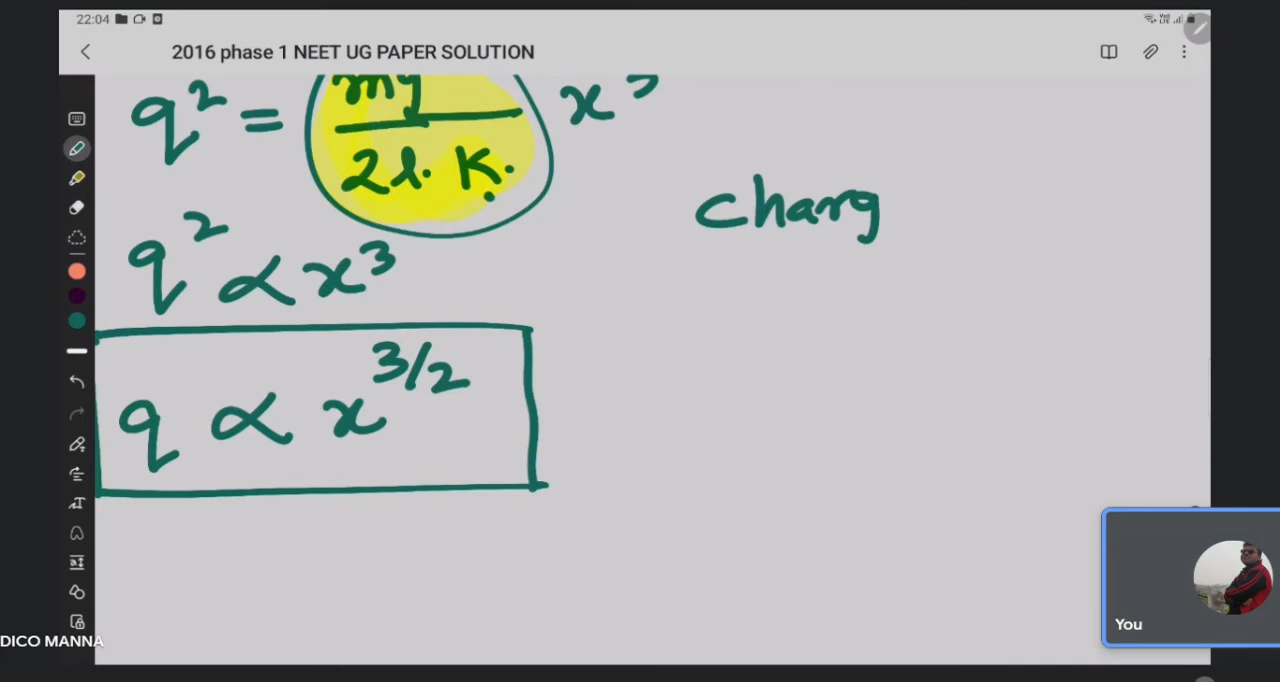 22:04
2016 phase 1 NEET UG PAPER SOLUTION
q² = mg/2l·K. x³
charg
q² ∝ x³
q ∝ x^3/2
You
DICO MANNA